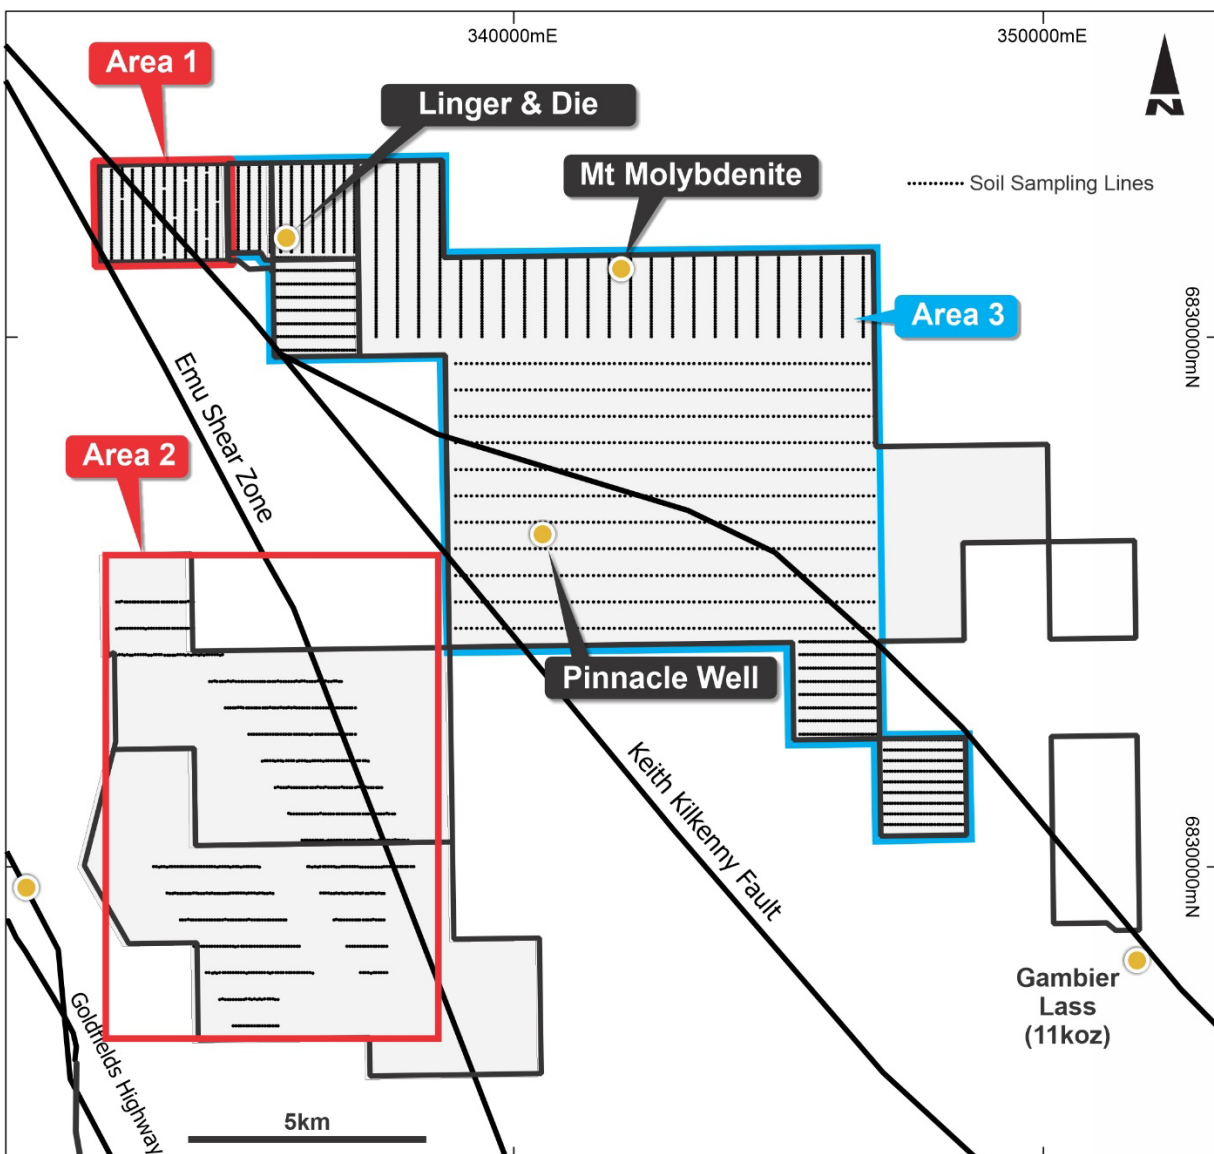 340000mE
350000mE
Area 1
Linger & Die
Mt Molybdenite
N
Soil Sampling Lines
Area 3
6830000mN
Emu Shear Zone
Area 2
Pinnacle Well
Keith Kilkenny Fault
6830000mN
Gambier
Lass
(11koz)
Goldfields Highway
5km